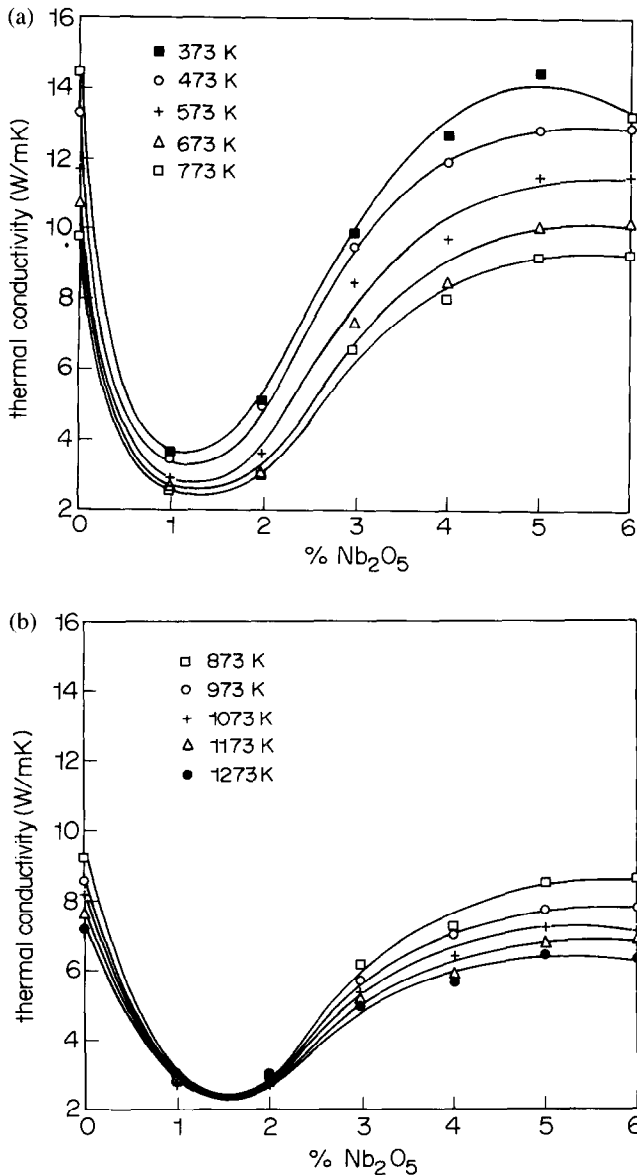 (a)
16
14
12
10
8
6
4
2
thermal conductivity (W/mK)
373 K
473 K
573 K
673 K
773 K
0 1 2 3 4 5 6
% Nb₂O₅
(b)
16
14
12
10
8
6
4
2
thermal conductivity (W/mK)
873 K
973 K
1073 K
1173 K
1273 K
0 1 2 3 4 5 6
% Nb₂O₅